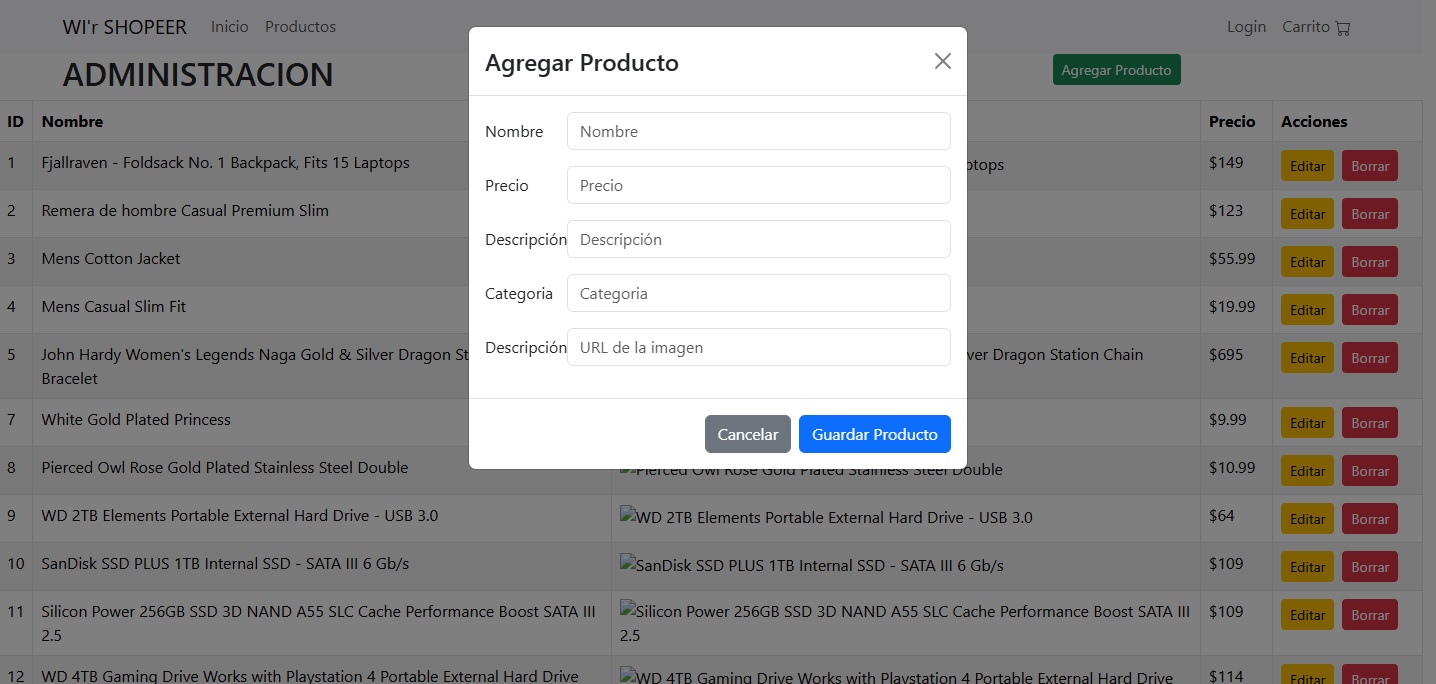 WI'r SHOPEER Inicio Productos Login Carrito
ADMINISTRACION Agregar Producto
Agregar Producto
Nombre Nombre
Precio Precio
Descripción Descripción
Categoria Categoria
Descripción URL de la imagen
Cancelar Guardar Producto
ID Nombre Precio Acciones
1 Fjallraven - Foldsack No. 1 Backpack, Fits 15 Laptops $149 Editar Borrar
2 Remera de hombre Casual Premium Slim $123 Editar Borrar
3 Mens Cotton Jacket $55.99 Editar Borrar
4 Mens Casual Slim Fit $19.99 Editar Borrar
5 John Hardy Women's Legends Naga Gold & Silver Dragon Dragon Station Chain $695 Editar Borrar
Bracelet
7 White Gold Plated Princess $9.99 Editar Borrar
8 Pierced Owl Rose Gold Plated Stainless Steel Double Pierced Owl Rose Gold Plated Stainless Steel Double $10.99 Editar Borrar
9 WD 2TB Elements Portable External Hard Drive - USB 3.0 WD 2TB Elements Portable External Hard Drive - USB 3.0 $64 Editar Borrar
10 SanDisk SSD PLUS 1TB Internal SSD - SATA III 6 Gb/s SanDisk SSD PLUS 1TB Internal SSD - SATA III 6 Gb/s $109 Editar Borrar
11 Silicon Power 256GB SSD 3D NAND A55 SLC Cache Performance Boost SATA III Silicon Power 256GB SSD 3D NAND A55 SLC Cache Performance Boost SATA III $109 Editar Borrar
2.5 2.5
12 WD 4TB Gaming Drive Works with Playstation 4 Portable External Hard Drive WD 4TB Gaming Drive Works with Playstation 4 Portable External Hard Drive $114 Editar Borrar